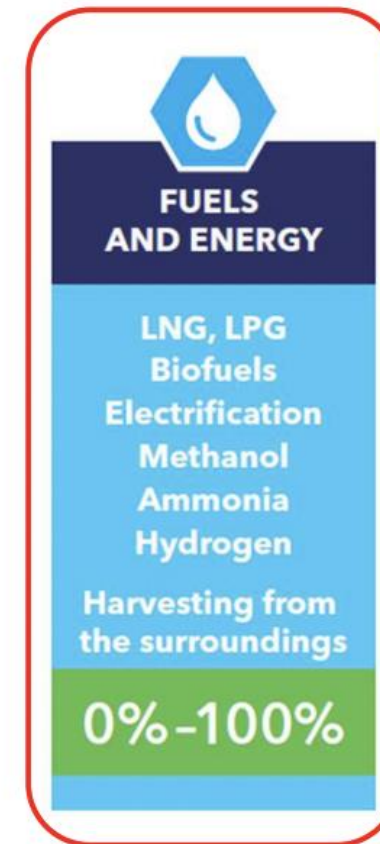 FUELS
AND ENERGY
LNG, LPG
Biofuels
Electrification
Methanol
Ammonia
Hydrogen
Harvesting from
the surroundings
0%–100%